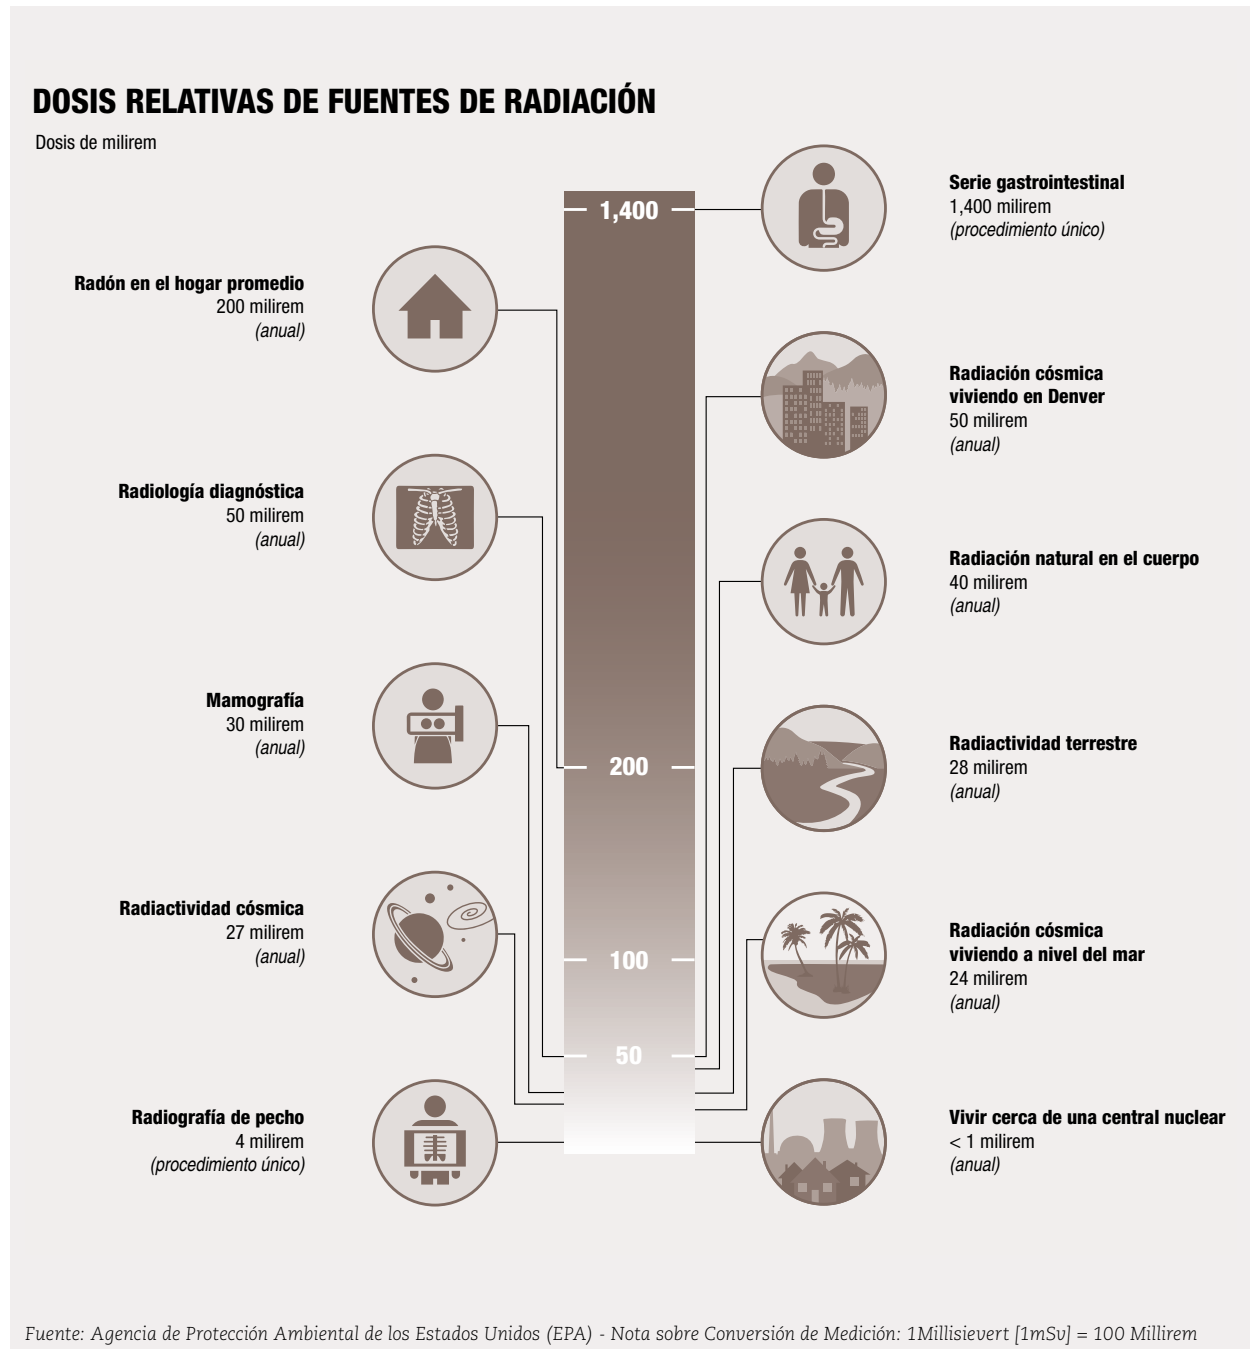 DOSIS RELATIVAS DE FUENTES DE RADIACIÓN
Dosis de milirem
1,400
200
100
50
Radón en el hogar promedio
200 milirem
(anual)
Radiología diagnóstica
50 milirem
(anual)
Mamografía
30 milirem
(anual)
Radiactividad cósmica
27 milirem
(anual)
Radiografía de pecho
4 milirem
(procedimiento único)
Serie gastrointestinal
1,400 milirem
(procedimiento único)
Radiación cósmica
viviendo en Denver
50 milirem
(anual)
Radiación natural en el cuerpo
40 milirem
(anual)
Radiactividad terrestre
28 milirem
(anual)
Radiación cósmica
viviendo a nivel del mar
24 milirem
(anual)
Vivir cerca de una central nuclear
< 1 milirem
(anual)
Fuente: Agencia de Protección Ambiental de los Estados Unidos (EPA) - Nota sobre Conversión de Medición: 1Millisievert [1mSv] = 100 Millirem